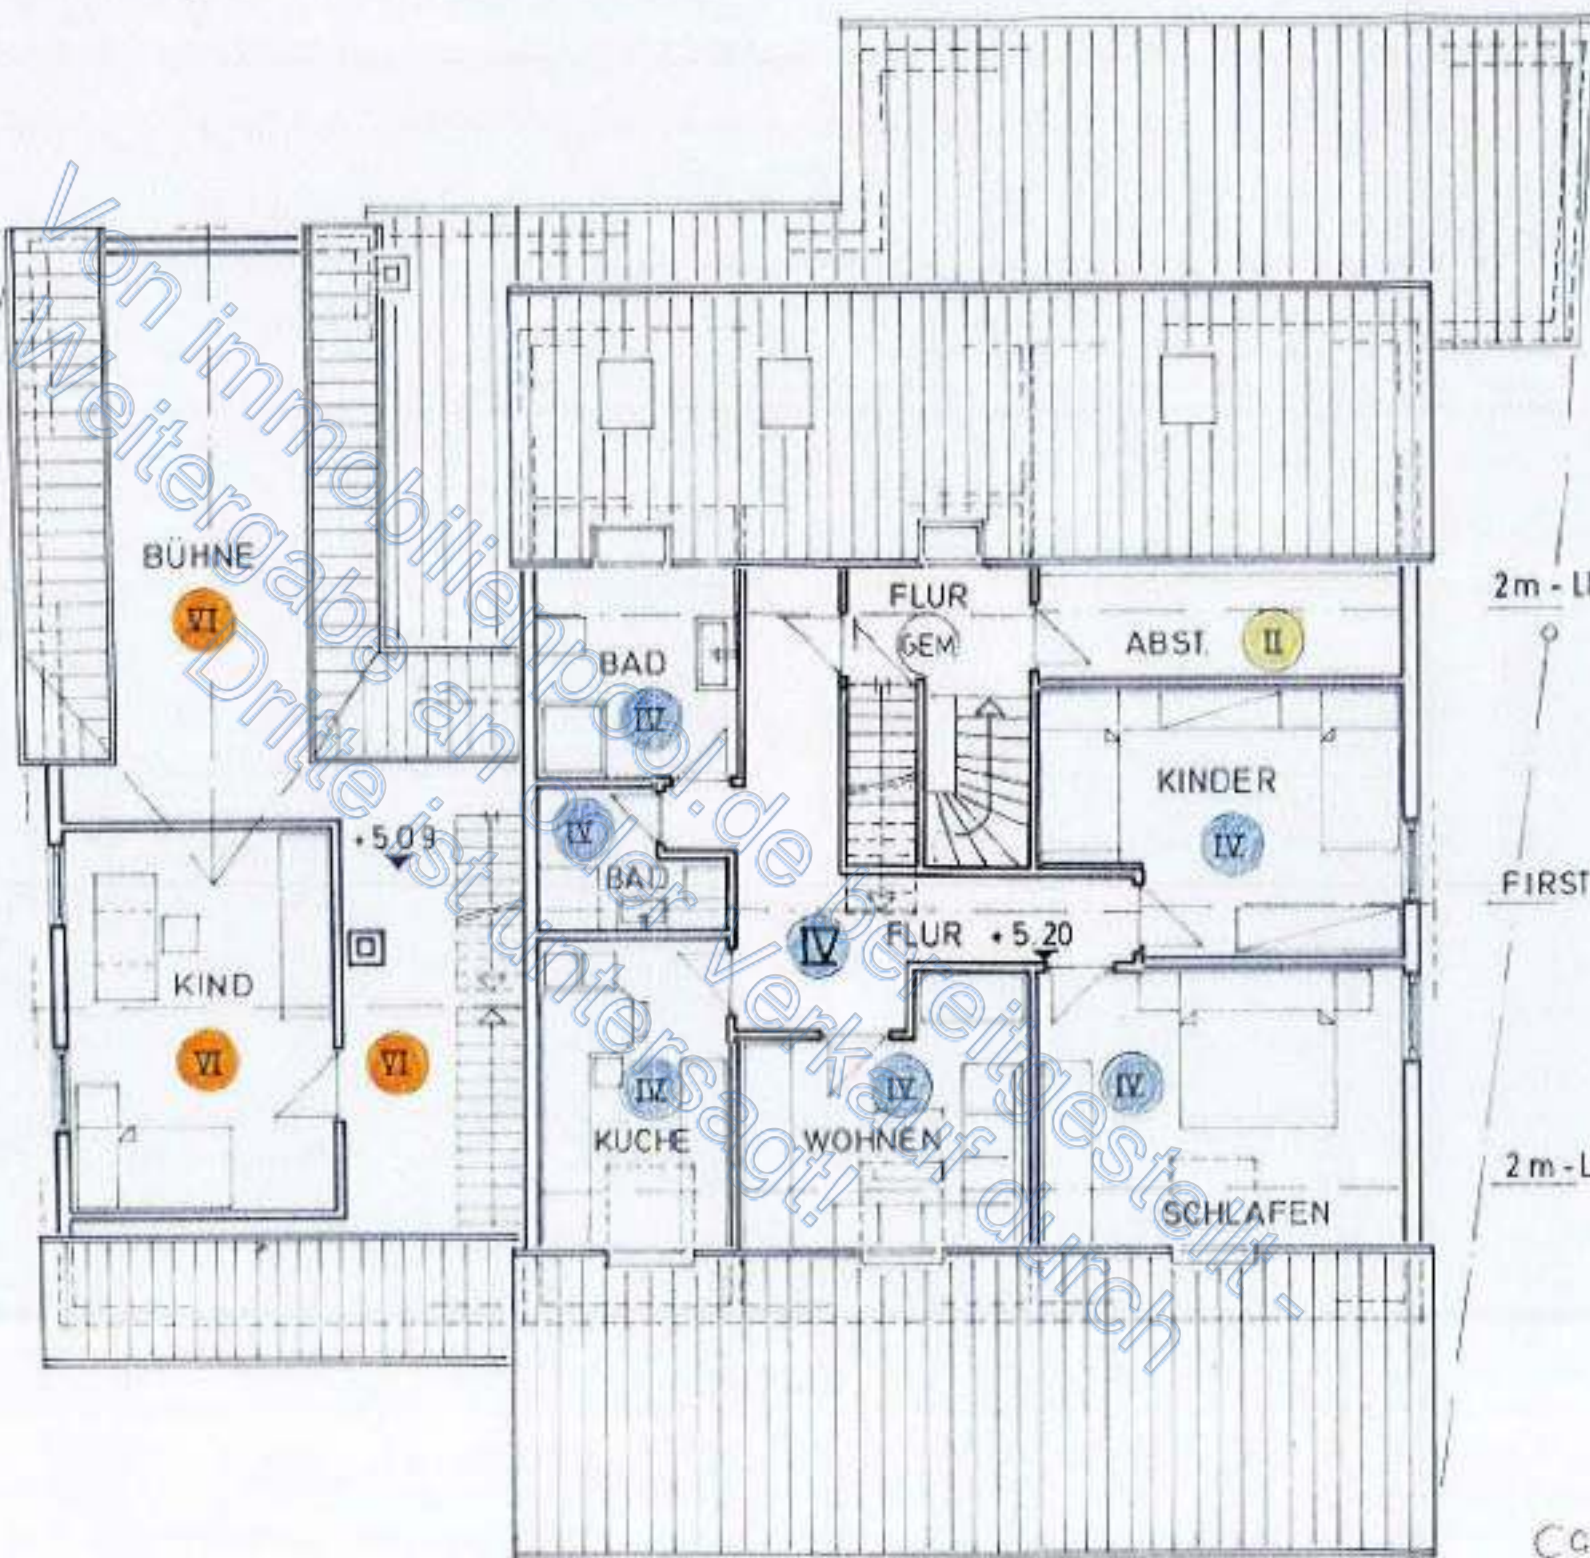 BÜHNE
VI
FLUR
GEM
ABST.
II
2m - LI
BAD
IV
KINDER
IV
+5,09
IV
BAD
FIRST
IV
FLUR +5,20
KIND
VI
VI
IV
KÜCHE
IV
WOHNEN
IV
SCHLAFEN
2m - L
Ca
Von immobilienpool.de bereitgestellt -
Weitergabe an oder Verkauf durch
Dritte ist untersagt!